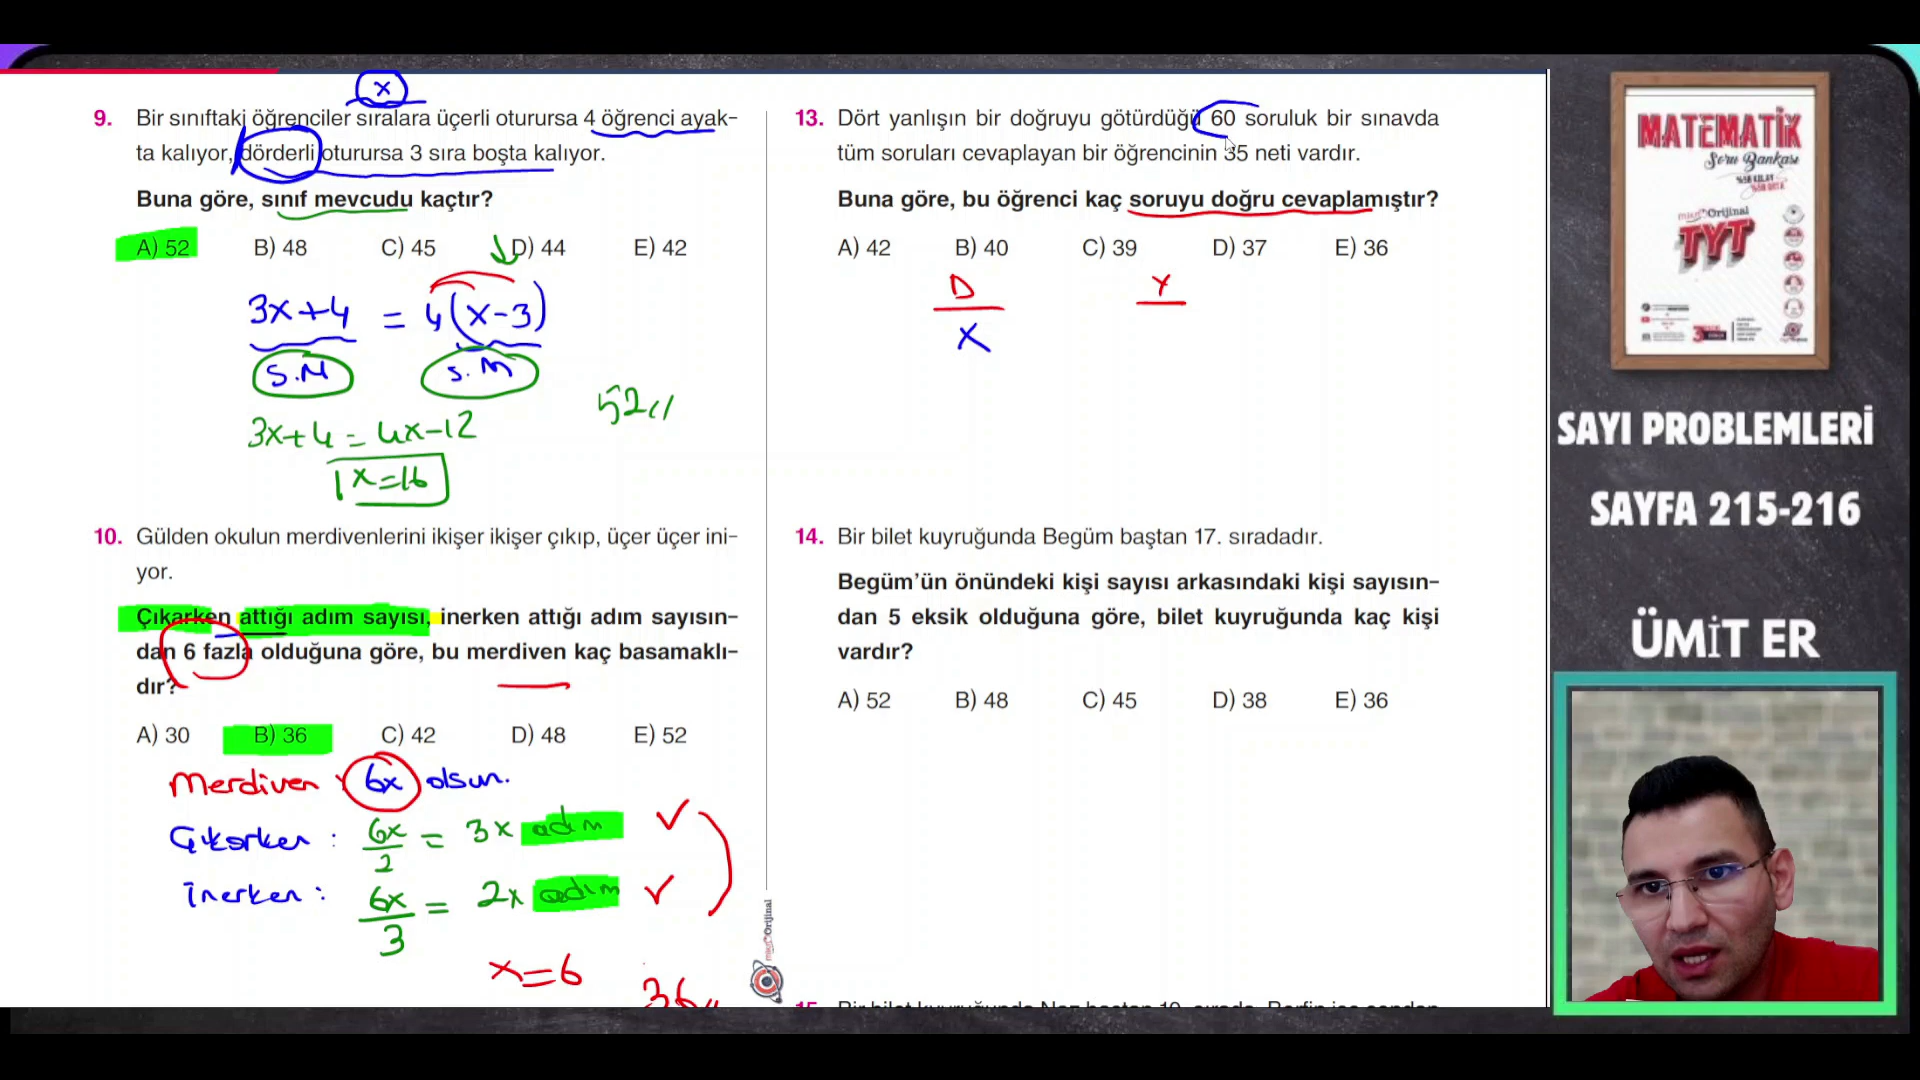 x
9. Bir sınıftaki öğrenciler sıralara üçerli oturursa 4 öğrenci ayak-
ta kalıyor, dörderli oturursa 3 sıra boşta kalıyor.
Buna göre, sınıf mevcudu kaçtır?
A) 52 B) 48 C) 45 D) 44 E) 42
3x+4 = 4(x-3)
S.M S.M
52//
3x+4 = 4x-12
x=16
10. Gülden okulun merdivenlerini ikişer ikişer çıkıp, üçer üçer ini-
yor.
Çıkarken attığı adım sayısı, inerken attığı adım sayısın-
dan 6 fazla olduğuna göre, bu merdiven kaç basamaklı-
dır?
A) 30 B) 36 C) 42 D) 48 E) 52
Merdiven 6x olsun.
Çıkarken : 6x/2 = 3x adım
İnerken : 6x/3 = 2x adım
x=6
36
13. Dört yanlışın bir doğruyu götürdüğü 60 soruluk bir sınavda
tüm soruları cevaplayan bir öğrencinin 35 neti vardır.
Buna göre, bu öğrenci kaç soruyu doğru cevaplamıştır?
A) 42 B) 40 C) 39 D) 37 E) 36
D Y
x
14. Bir bilet kuyruğunda Begüm baştan 17. sıradadır.
Begüm'ün önündeki kişi sayısı arkasındaki kişi sayısın-
dan 5 eksik olduğuna göre, bilet kuyruğunda kaç kişi
vardır?
A) 52 B) 48 C) 45 D) 38 E) 36
MATEMATİK
Soru Bankası
Orijinal
TYT
SAYI PROBLEMLERİ
SAYFA 215-216
ÜMİT ER